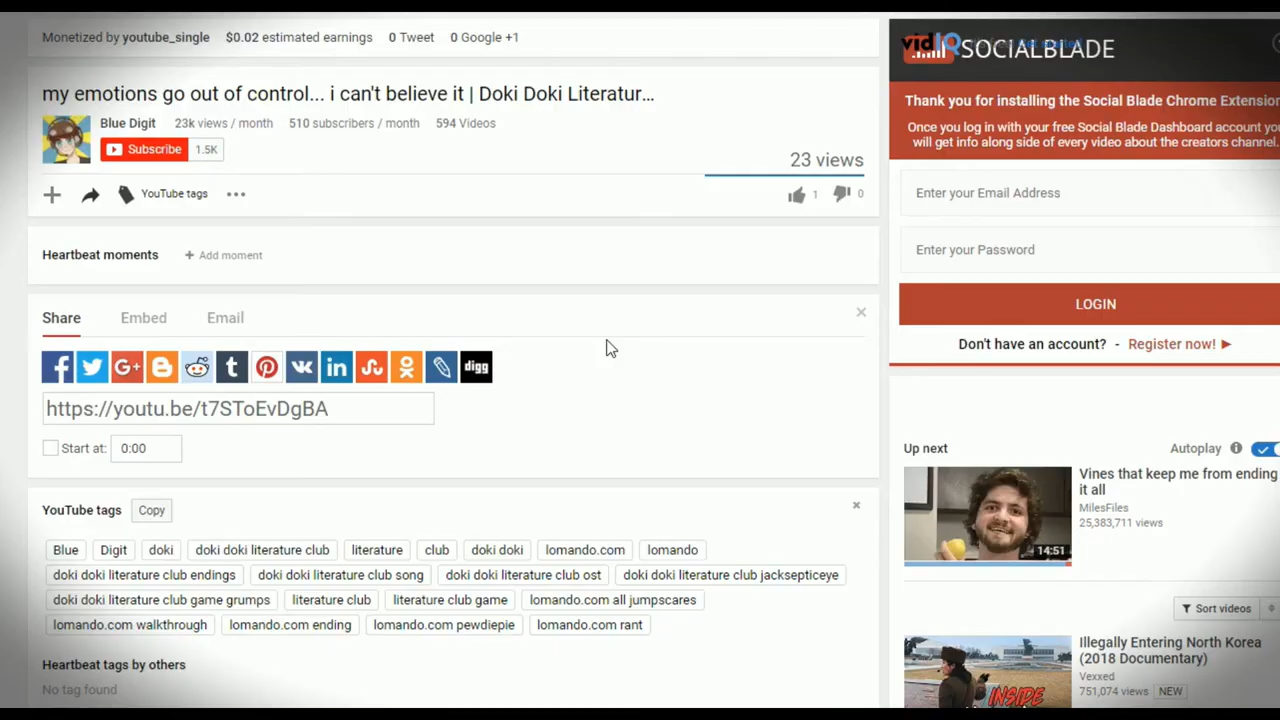 Monetized by youtube_single $0.02 estimated earnings 0 Tweet 0 Google +1
my emotions go out of control... i can't believe it | Doki Doki Literatur...
Blue Digit 23k views / month 510 subscribers / month 594 Videos
Subscribe 1.5K
23 views
YouTube tags
1 0
Heartbeat moments + Add moment
Share Embed Email
digg
https://youtu.be/t7SToEvDgBA
Start at: 0:00
YouTube tags Copy
Blue Digit doki doki doki literature club literature club doki doki lomando.com lomando
doki doki literature club endings doki doki literature club song doki doki literature club ost doki doki literature club jacksepticeye
doki doki literature club game grumps literature club literature club game lomando.com all jumpscares
lomando.com walkthrough lomando.com ending lomando.com pewdiepie lomando.com rant
Heartbeat tags by others
No tag found
vidIQ
SOCIALBLADE
Thank you for installing the Social Blade Chrome Extension
Once you log in with your free Social Blade Dashboard account you
will get info along side of every video about the creators channel.
Enter your Email Address
Enter your Password
LOGIN
Don't have an account? - Register now!
Up next Autoplay
Vines that keep me from ending
it all
MilesFiles
25,383,711 views
14:51
Sort videos
Illegally Entering North Korea
(2018 Documentary)
Vexxed
751,074 views NEW
INSIDE